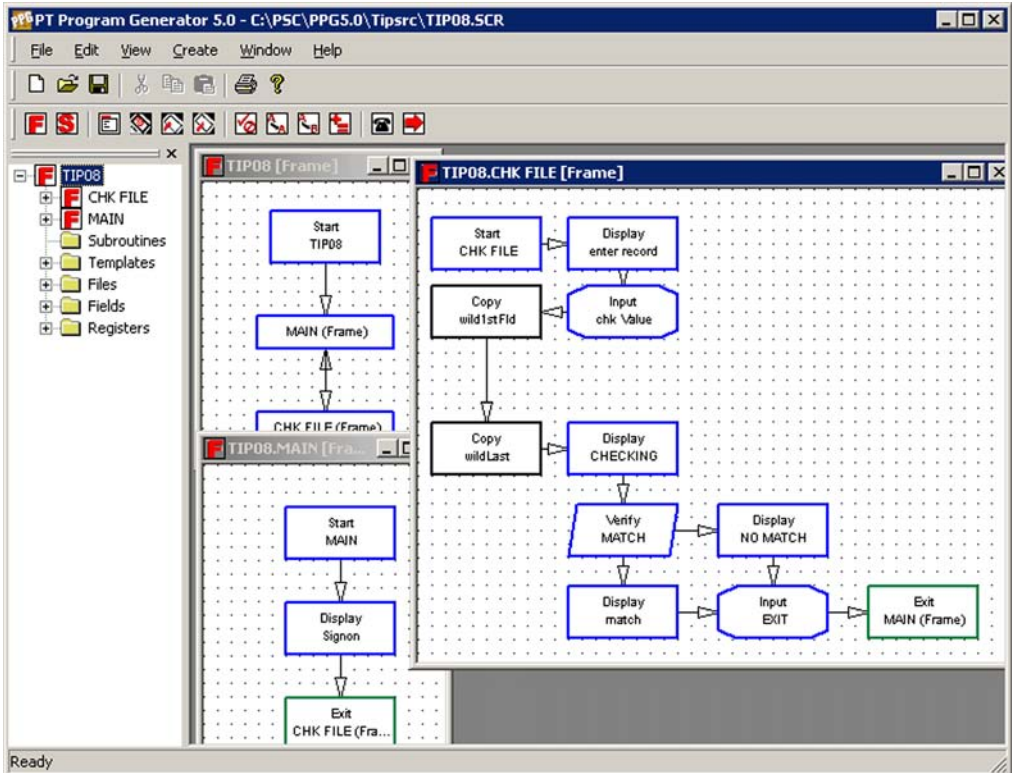 PT Program Generator 5.0 - C:\PSC\PPG5.0\Tipsrc\TIP08.SCR
File Edit View Create Window Help
TIP08
CHK FILE
MAIN
Subroutines
Templates
Files
Fields
Registers
TIP08 [Frame]
Start
TIP08
MAIN (Frame)
CHK FILE (Frame)
TIP08.MAIN [Fra...
Start
MAIN
Display
Signon
Exit
CHK FILE (Fra...
TIP08.CHK FILE [Frame]
Start
CHK FILE
Display
enter record
Copy
wild1stFld
Input
chk Value
Copy
wildLast
Display
CHECKING
Verify
MATCH
Display
NO MATCH
Display
match
Input
EXIT
Exit
MAIN (Frame)
Ready